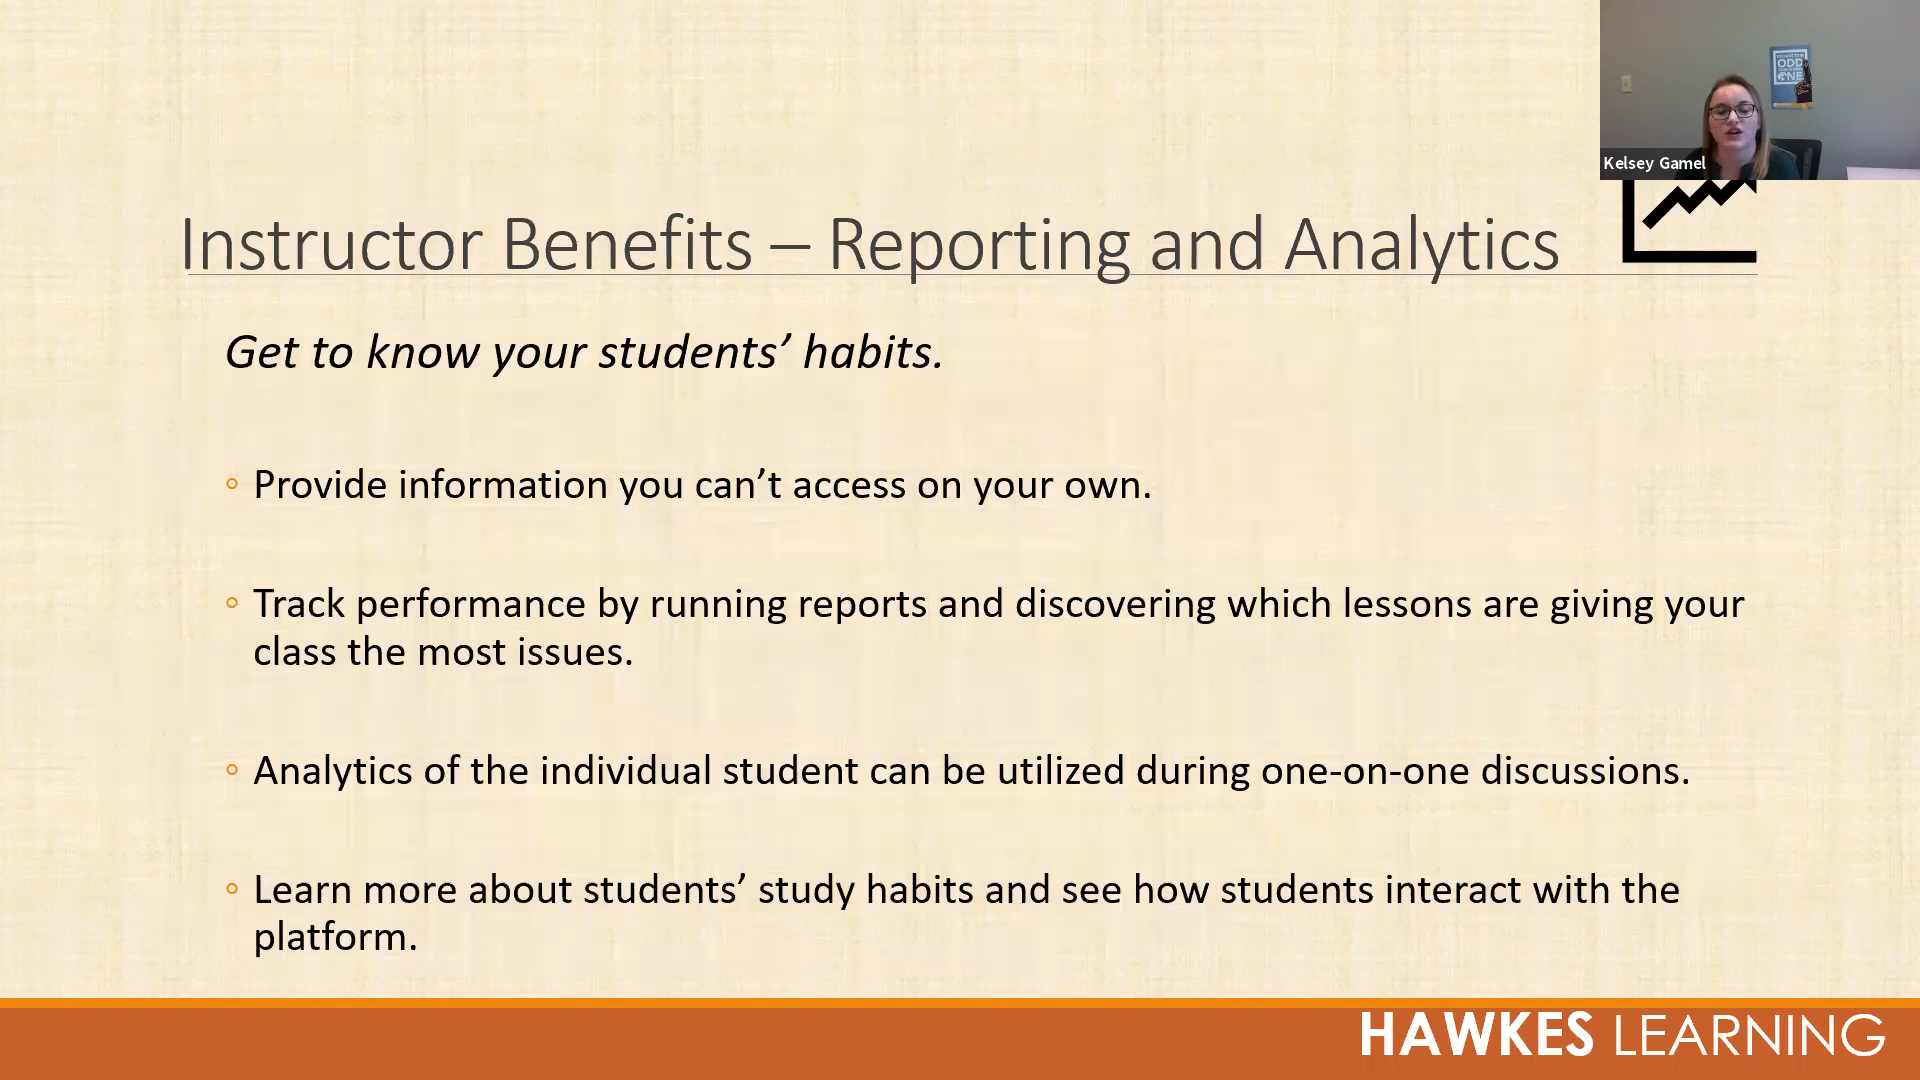 ODD
ONE
Kelsey Gamel
Instructor Benefits – Reporting and Analytics
Get to know your students’ habits.
◦ Provide information you can’t access on your own.
◦ Track performance by running reports and discovering which lessons are giving your
class the most issues.
◦ Analytics of the individual student can be utilized during one-on-one discussions.
◦ Learn more about students’ study habits and see how students interact with the
platform.
HAWKES LEARNING